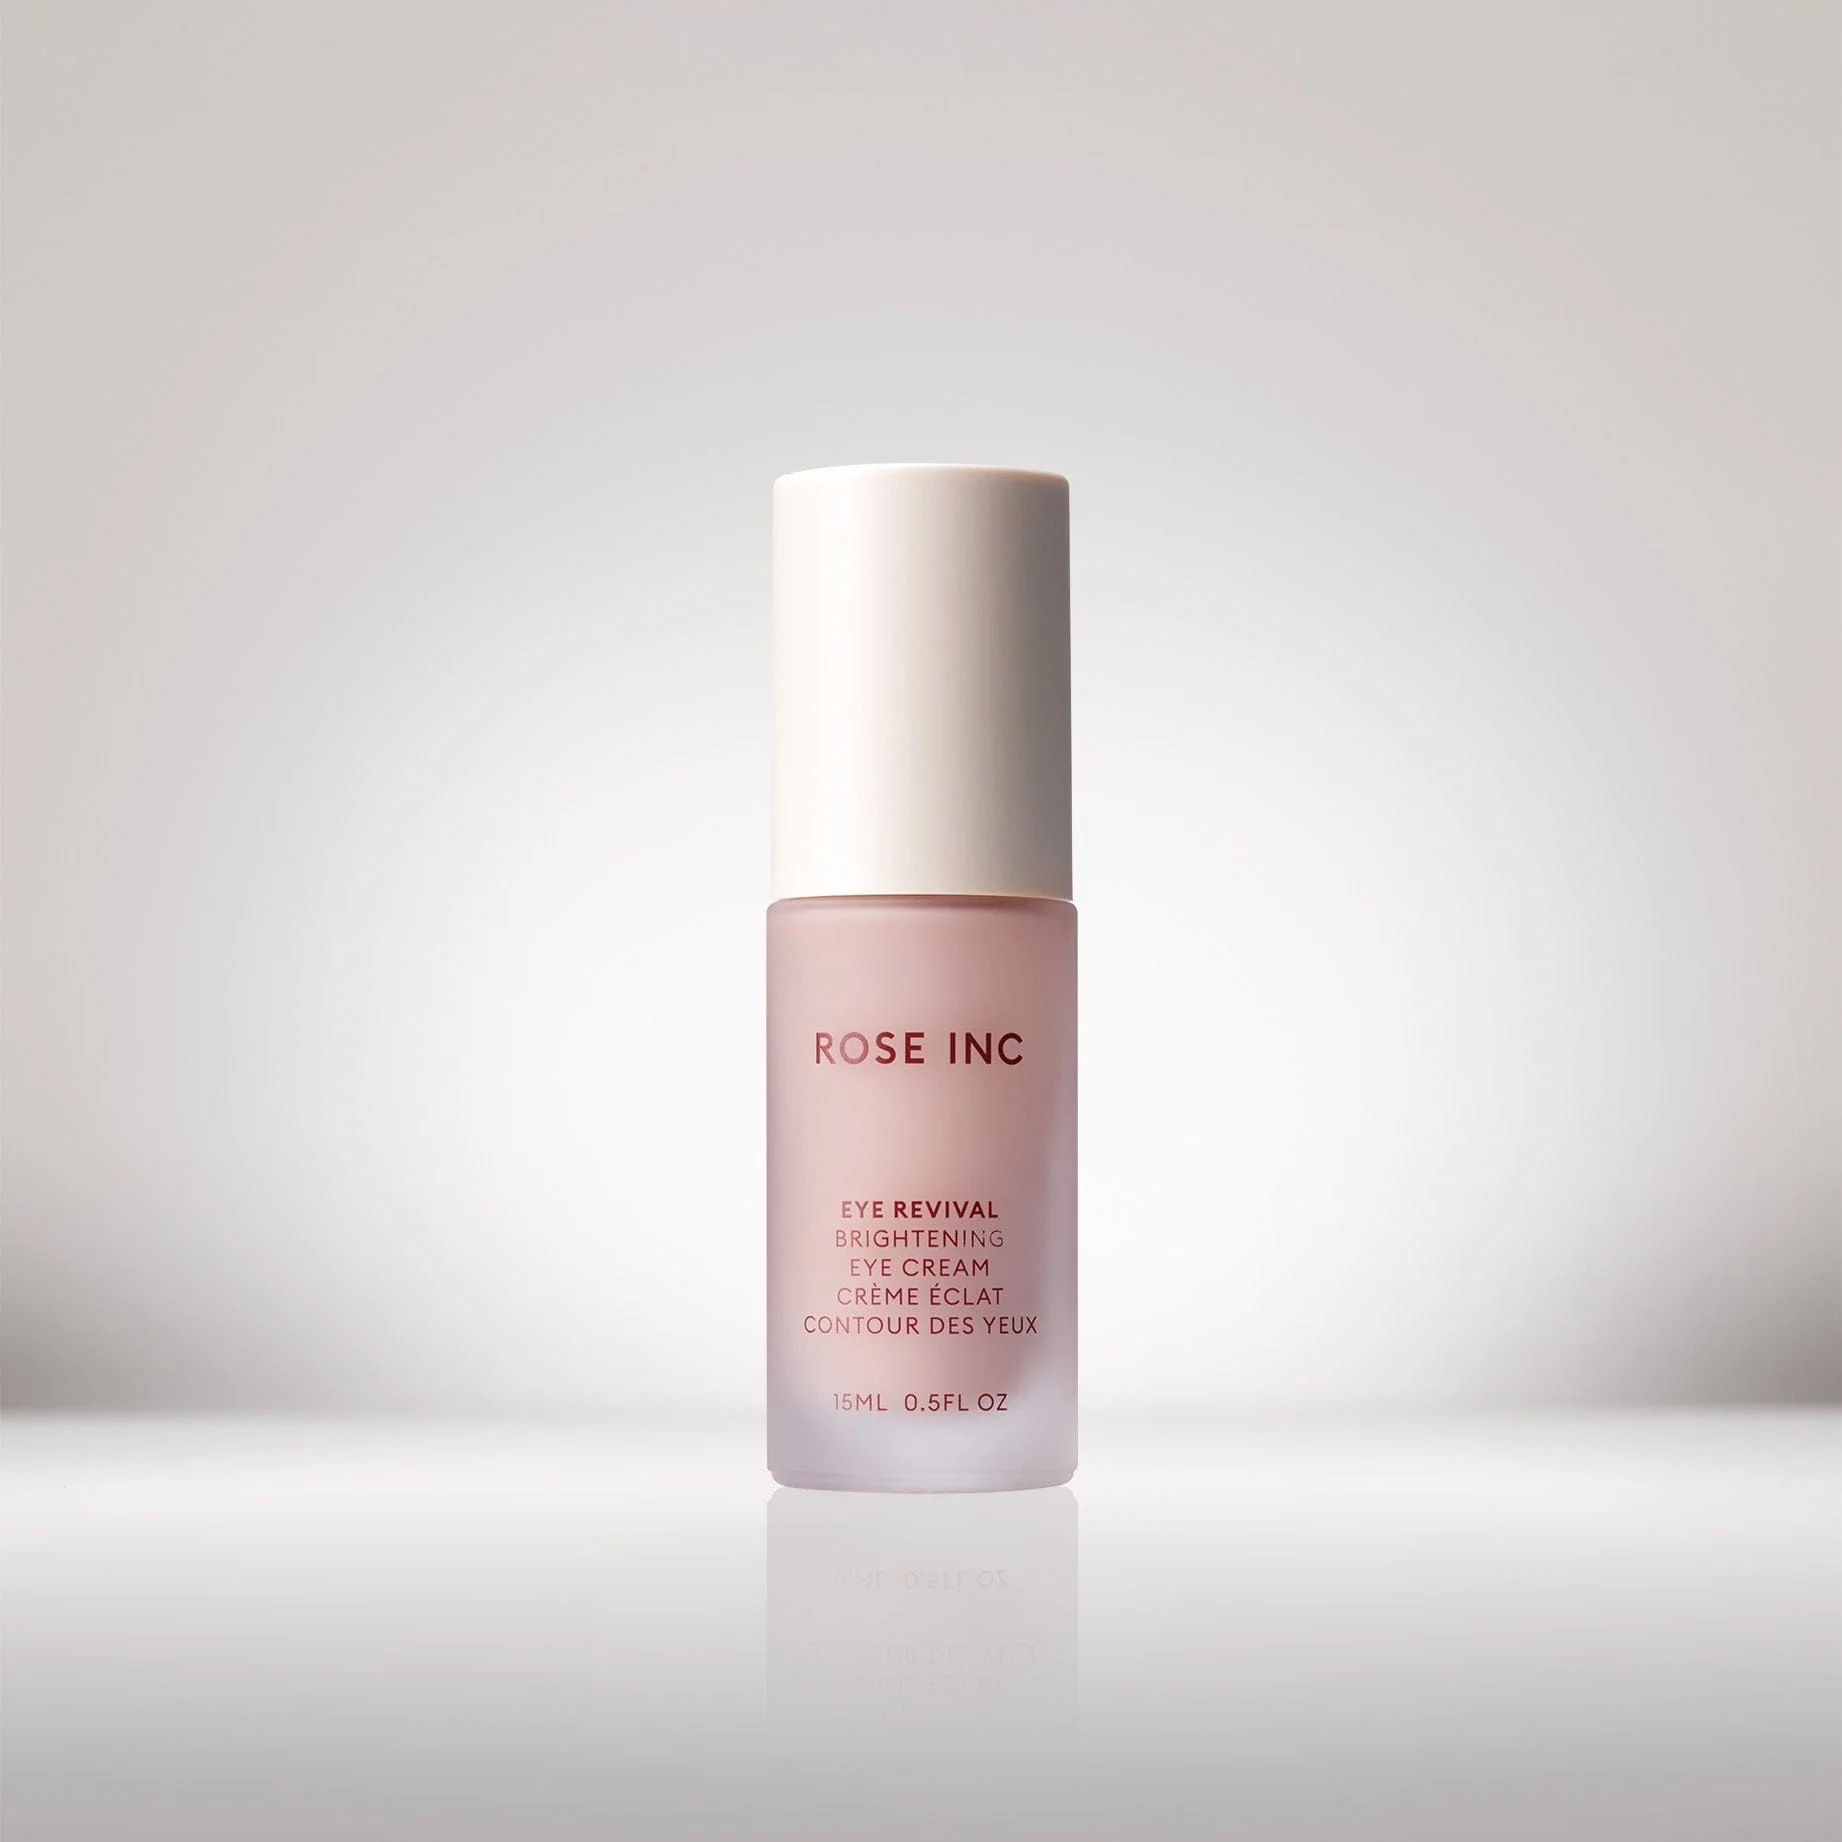 ROSE INC
EYE REVIVAL
BRIGHTENING
EYE CREAM
CRÈME ÉCLAT
CONTOUR DES YEUX
15ML 0.5FL OZ